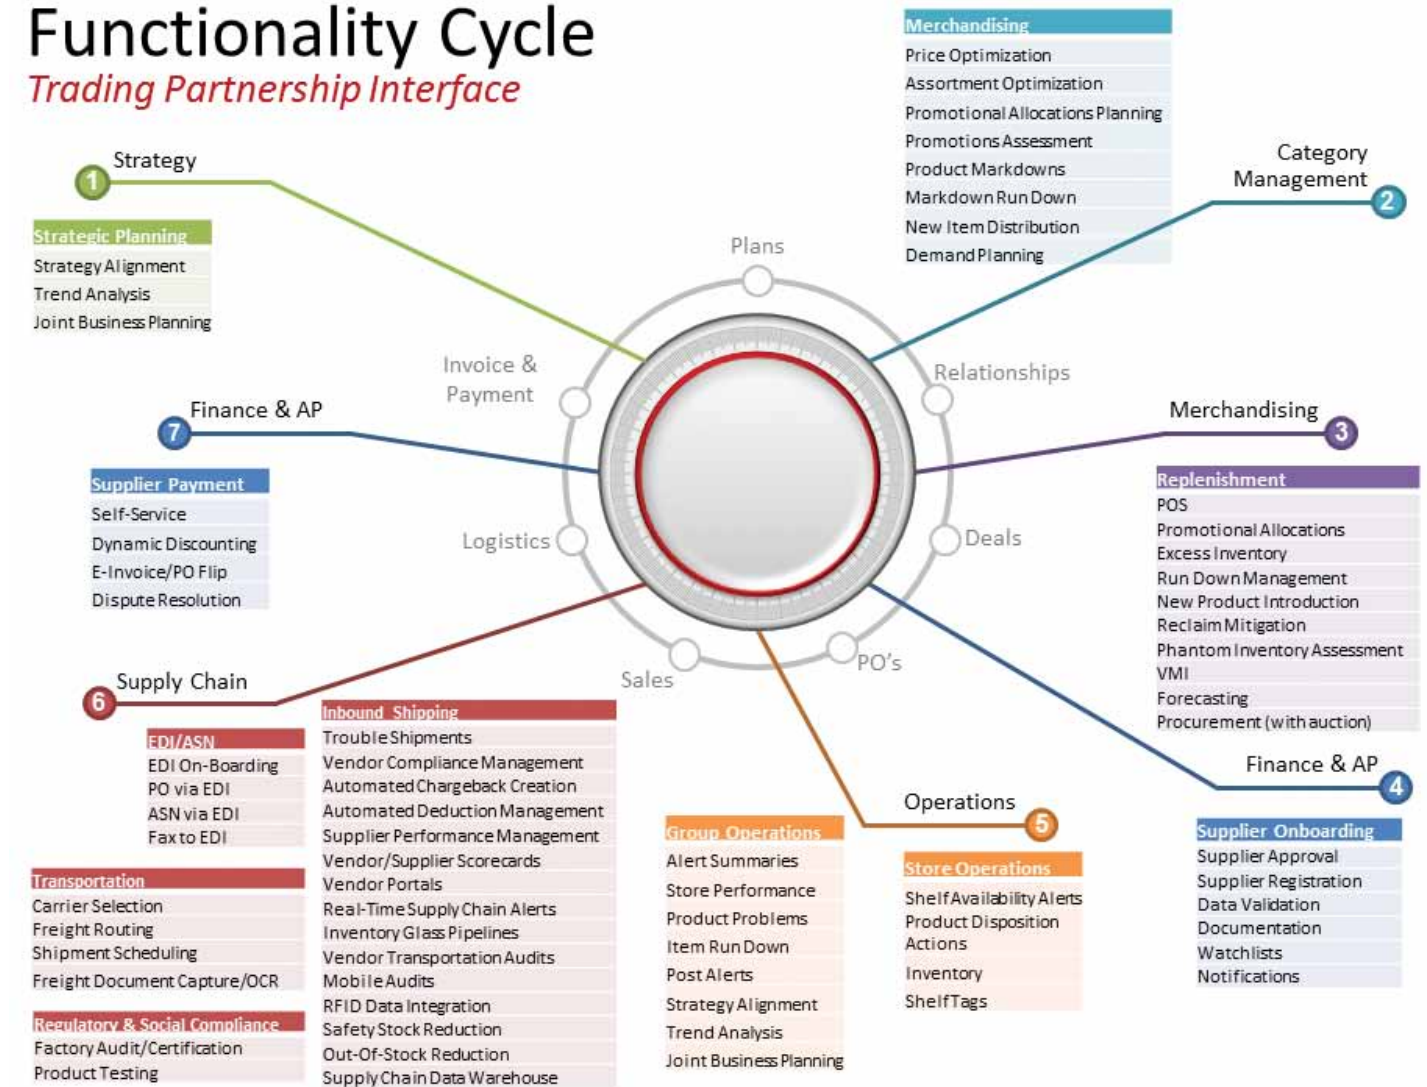 Functionality Cycle
Trading Partnership Interface
1
Strategy
Strategic Planning
Strategy Alignment
Trend Analysis
Joint Business Planning
Merchandising
Price Optimization
Assortment Optimization
Promotional Allocations Planning
Promotions Assessment
Product Markdowns
Markdown Run Down
New Item Distribution
Demand Planning
Category
Management
2
Plans
Relationships
Deals
PO's
Sales
Logistics
Invoice &
Payment
Merchandising
3
Replenishment
POS
Promotional Allocations
Excess Inventory
Run Down Management
New Product Introduction
Reclaim Mitigation
Phantom Inventory Assessment
VMI
Forecasting
Procurement (with auction)
Finance & AP
4
Supplier Onboarding
Supplier Approval
Supplier Registration
Data Validation
Documentation
Watchlists
Notifications
Operations
5
Group Operations
Alert Summaries
Store Performance
Product Problems
Item Run Down
Post Alerts
Strategy Alignment
Trend Analysis
Joint Business Planning
Store Operations
Shelf Availability Alerts
Product Disposition
Actions
Inventory
Shelf Tags
6
Supply Chain
EDI/ASN
EDI On-Boarding
PO via EDI
ASN via EDI
Fax to EDI
Transportation
Carrier Selection
Freight Routing
Shipment Scheduling
Freight Document Capture/OCR
Regulatory & Social Compliance
Factory Audit/Certification
Product Testing
Inbound Shipping
Trouble Shipments
Vendor Compliance Management
Automated Chargeback Creation
Automated Deduction Management
Supplier Performance Management
Vendor/Supplier Scorecards
Vendor Portals
Real-Time Supply Chain Alerts
Inventory Glass Pipelines
Vendor Transportation Audits
Mobile Audits
RFID Data Integration
Safety Stock Reduction
Out-Of-Stock Reduction
Supply Chain Data Warehouse
7
Finance & AP
Supplier Payment
Self-Service
Dynamic Discounting
E-Invoice/PO Flip
Dispute Resolution